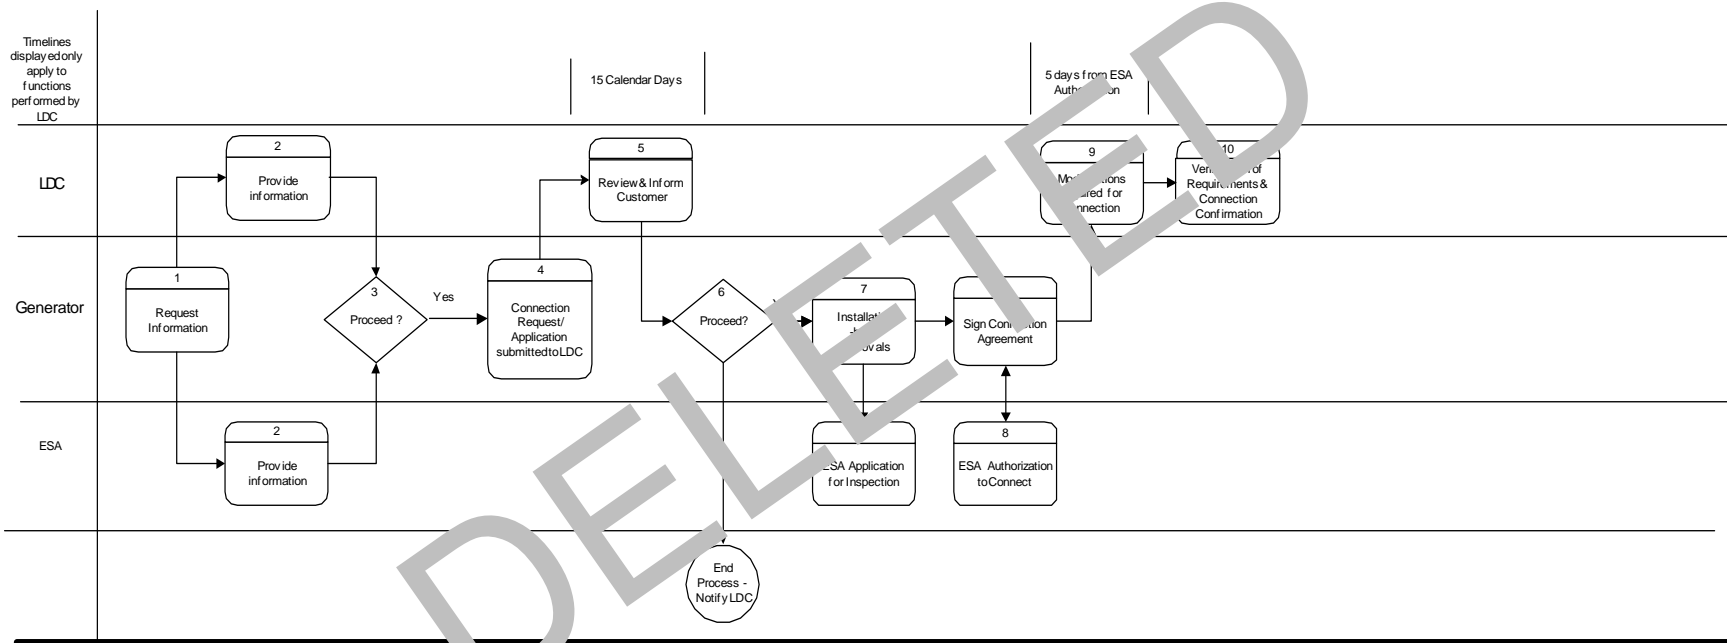 Timelines
displayed only
apply to
functions
performed by
LDC
15 Calendar Days
5 days from ESA
LDC
2
Provide
information
5
Review & Inform
Customer
9
for
10
of
Requirements &
Connection
Confirmation
Generator
1
Request
Information
3
Proceed ?
Yes
4
Connection
Request/
Application
submitted to LDC
6
Proceed?
7
Sign
Agreement
ESA
2
Provide
information
ESA Application
for Inspection
8
ESA Authorization
to Connect
End
Process -
Notify LDC
DELETED